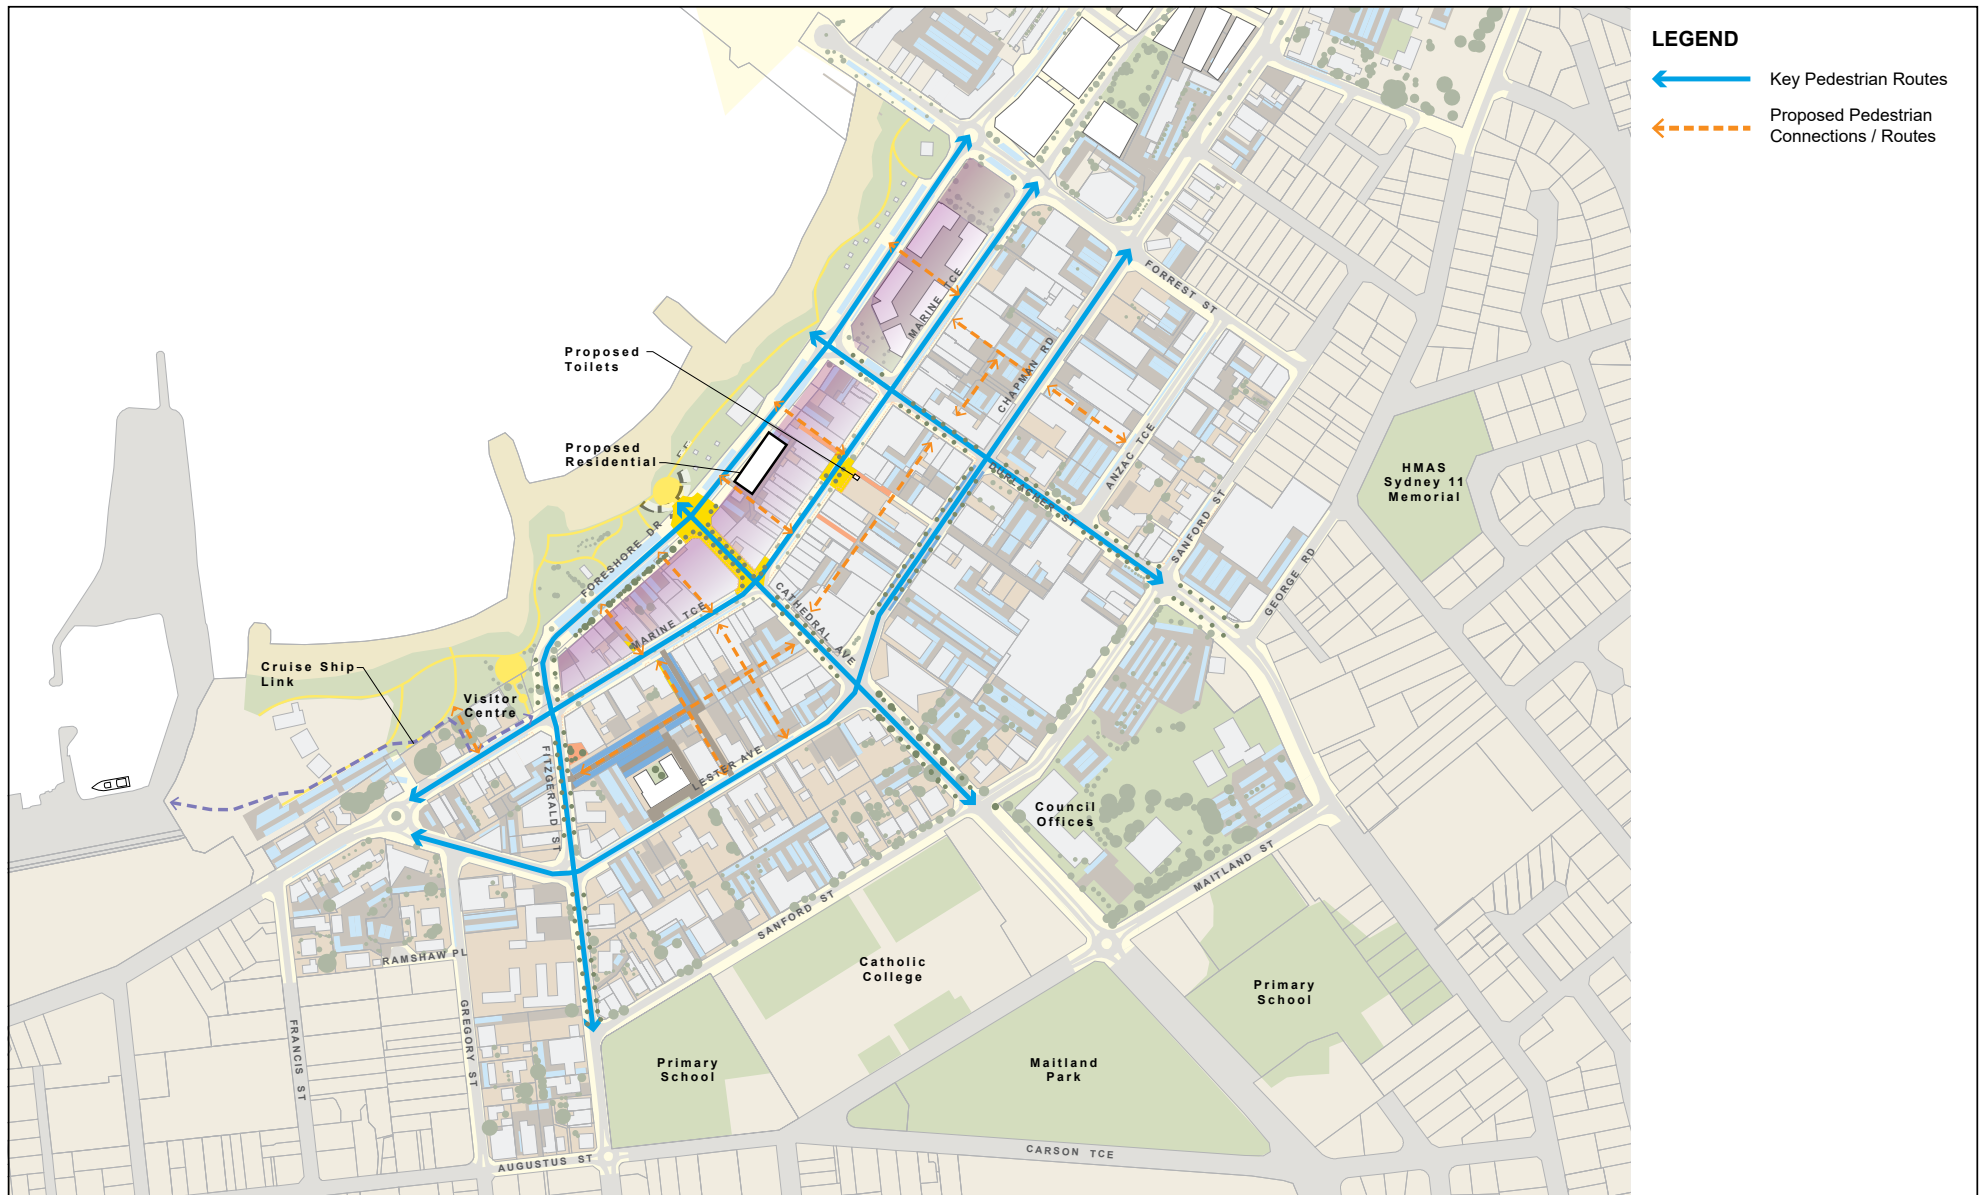 LEGEND
Key Pedestrian Routes
Proposed Pedestrian
Connections / Routes
FORREST ST
MARINE TCE
Proposed
Toilets
CHAPMAN RD
ANZAC TCE
Proposed
Residential
HMAS
Sydney 11
Memorial
DURLACHER ST
SANFORD ST
FORESHORE DR
GEORGE RD
CATHEDRAL AVE
MARINE TCE
Cruise Ship
Link
Visitor
Centre
FITZGERALD ST
LESTER AVE
Council
Offices
MAITLAND ST
SANFORD ST
RAMSHAW PL
Catholic
College
Primary
School
GREGORY ST
FRANCIS ST
Primary
School
Maitland
Park
CARSON TCE
AUGUSTUS ST